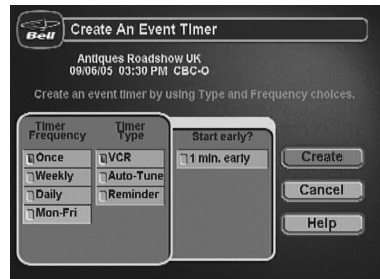 Bell
Create An Event Timer
Antiques Roadshow UK
09/06/05 03:30 PM CBC-O
Create an event timer by using Type and Frequency choices.
Timer Frequency
Timer Type
Start early?
Once
VCR
1 min. early
Create
Weekly
Auto-Tune
Daily
Reminder
Cancel
Mon-Fri
Help